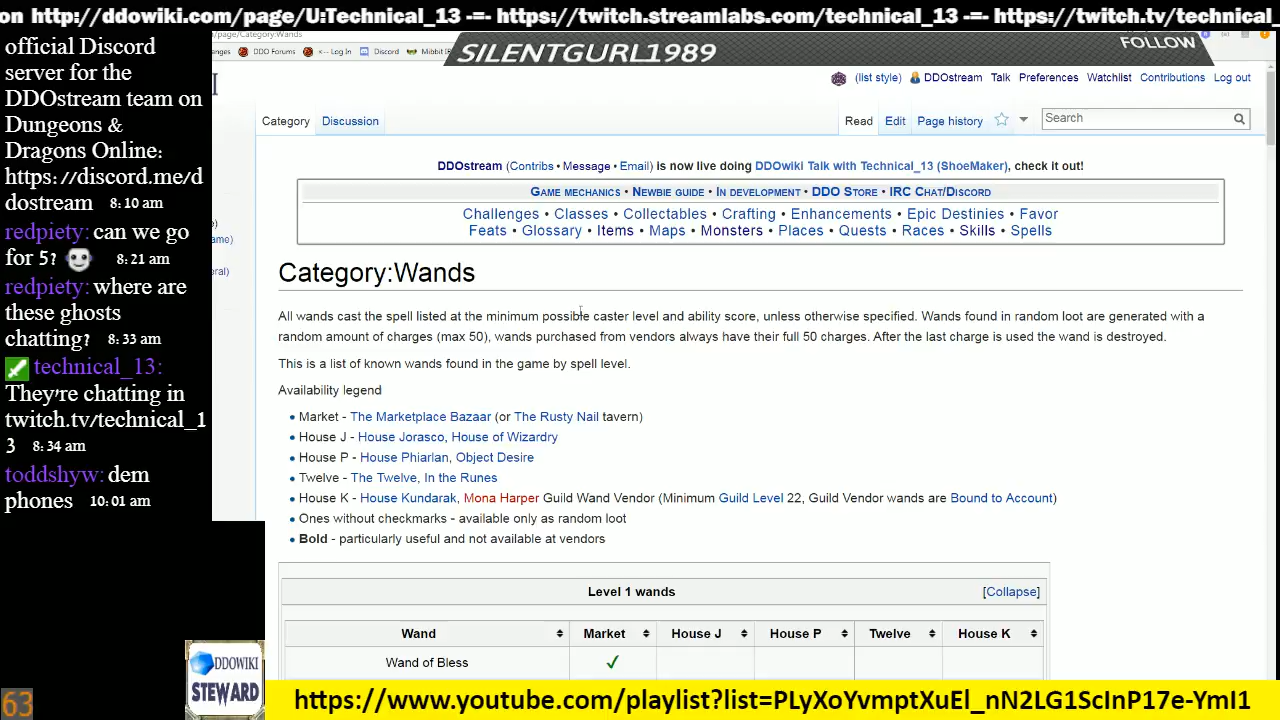 on http://ddowiki.com/page/U:Technical_13 -=- https://twitch.streamlabs.com/technical_13 -=- https://twitch.tv/technical_
/page/Category:Wands
nges DDO Forums <-- Log In Discord Mibbit
SILENTGURL1989
FOLLOW
official Discord
server for the
DDOstream team on
Dungeons &
Dragons Online:
https://discord.me/d
dostream 8:10 am
redpiety: can we go
for 5? 8:21 am
redpiety: where are
these ghosts
chatting? 8:33 am
technical_13:
They're chatting in
twitch.tv/technical_1
3 8:34 am
toddshyw: dem
phones 10:01 am
(list style) DDOstream Talk Preferences Watchlist Contributions Log out
Category Discussion Read Edit Page history Search
DDOstream (Contribs • Message • Email) is now live doing DDOwiki Talk with Technical_13 (ShoeMaker), check it out!
Game mechanics • Newbie guide • In development • DDO Store • IRC Chat/Discord
Challenges • Classes • Collectables • Crafting • Enhancements • Epic Destinies • Favor
Feats • Glossary • Items • Maps • Monsters • Places • Quests • Races • Skills • Spells
Category:Wands
All wands cast the spell listed at the minimum possible caster level and ability score, unless otherwise specified. Wands found in random loot are generated with a
random amount of charges (max 50), wands purchased from vendors always have their full 50 charges. After the last charge is used the wand is destroyed.
This is a list of known wands found in the game by spell level.
Availability legend
• Market - The Marketplace Bazaar (or The Rusty Nail tavern)
• House J - House Jorasco, House of Wizardry
• House P - House Phiarlan, Object Desire
• Twelve - The Twelve, In the Runes
• House K - House Kundarak, Mona Harper Guild Wand Vendor (Minimum Guild Level 22, Guild Vendor wands are Bound to Account)
• Ones without checkmarks - available only as random loot
• Bold - particularly useful and not available at vendors
Level 1 wands [Collapse]
Wand Market House J House P Twelve House K
Wand of Bless ✓
DDOWIKI
STEWARD
63
https://www.youtube.com/playlist?list=PLyXoYvmptXuEl_nN2LG1ScInP17e-YmI1